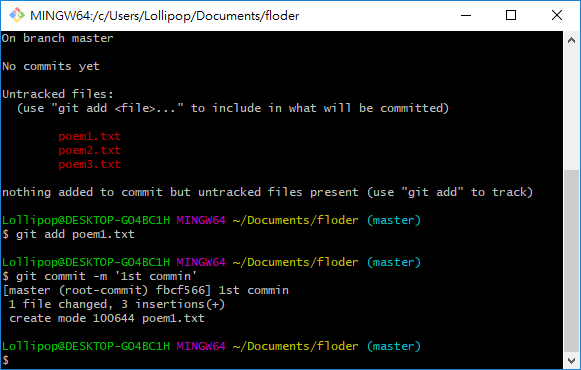 MINGW64:/c/Users/Lollipop/Documents/floder
On branch master
No commits yet
Untracked files:
(use "git add <file>..." to include in what will be committed)
poem1.txt
poem2.txt
poem3.txt
nothing added to commit but untracked files present (use "git add" to track)
Lollipop@DESKTOP-GO4BC1H MINGW64 ~/Documents/floder (master)
$ git add poem1.txt
Lollipop@DESKTOP-GO4BC1H MINGW64 ~/Documents/floder (master)
$ git commit -m '1st commin'
[master (root-commit) fbcf566] 1st commin
1 file changed, 3 insertions(+)
create mode 100644 poem1.txt
Lollipop@DESKTOP-GO4BC1H MINGW64 ~/Documents/floder (master)
$